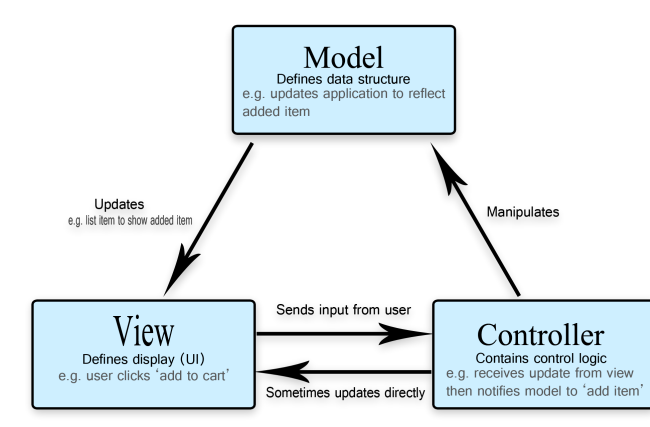 Model
Defines data structure
e.g. updates application to reflect
added item
Updates
e.g. list item to show added item
Manipulates
View
Defines display (UI)
e.g. user clicks ‘add to cart’
Sends input from user
Sometimes updates directly
Controller
Contains control logic
e.g. receives update from view
then notifies model to ‘add item’